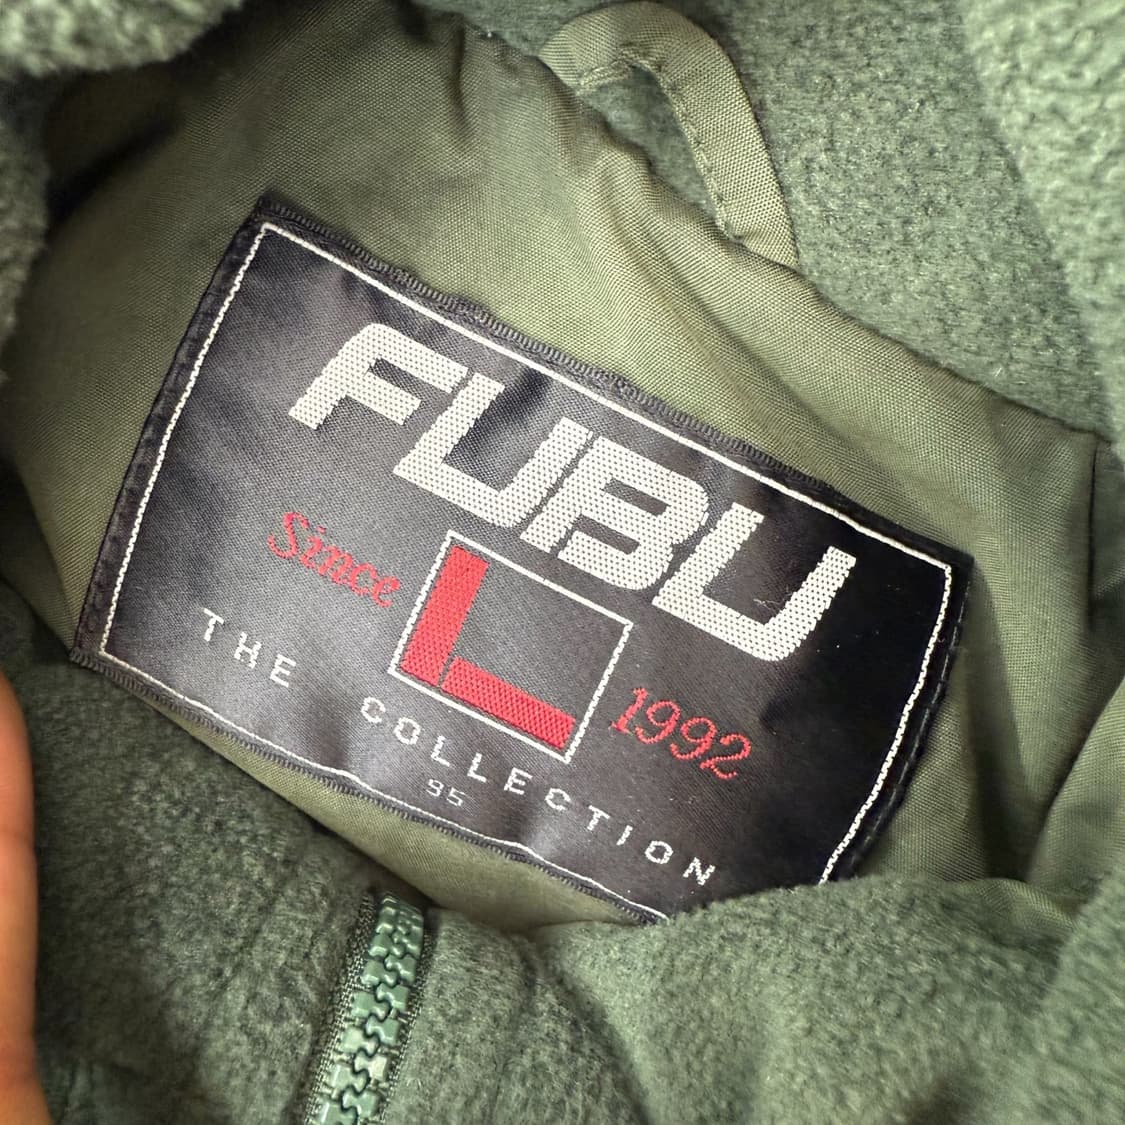 FUBU
Since L 1992
THE COLLECTION
95